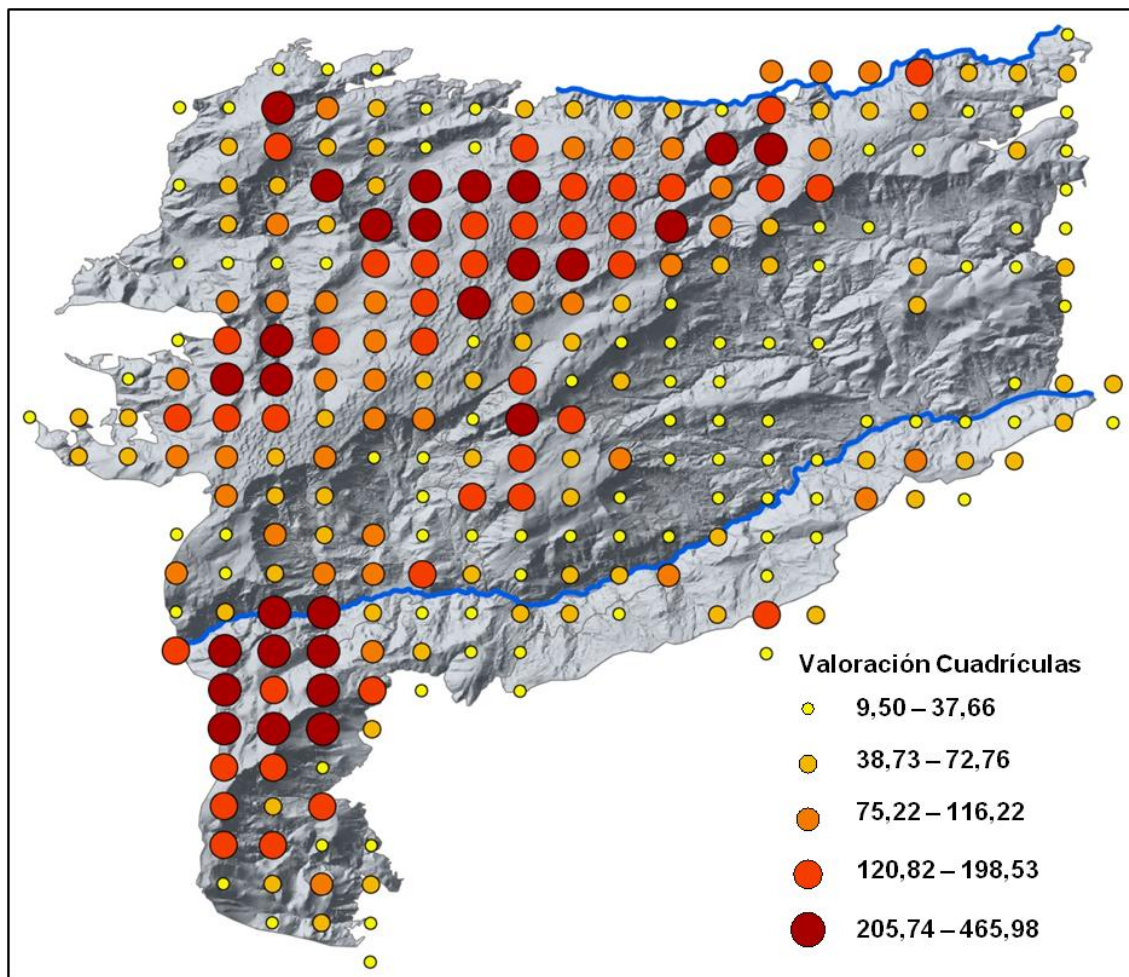 Valoración Cuadrículas
9,50 – 37,66
38,73 – 72,76
75,22 – 116,22
120,82 – 198,53
205,74 – 465,98